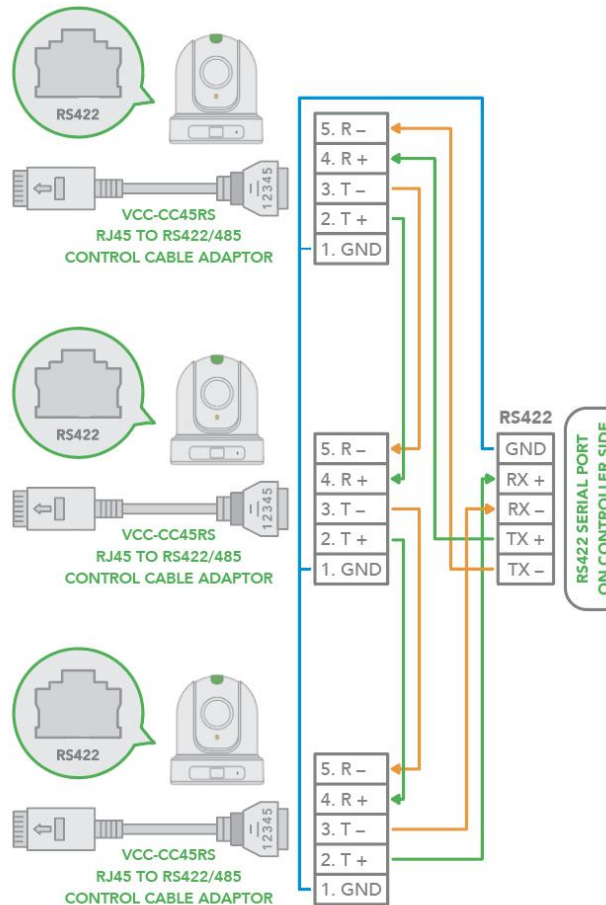 RS422
12345
VCC-CC45RS
RJ45 TO RS422/485
CONTROL CABLE ADAPTOR
5. R –
4. R +
3. T –
2. T +
1. GND
RS422
12345
VCC-CC45RS
RJ45 TO RS422/485
CONTROL CABLE ADAPTOR
5. R –
4. R +
3. T –
2. T +
1. GND
RS422
GND
RX +
RX –
TX +
TX –
RS422 SERIAL PORT
ON CONTROLLER SIDE
RS422
12345
VCC-CC45RS
RJ45 TO RS422/485
CONTROL CABLE ADAPTOR
5. R –
4. R +
3. T –
2. T +
1. GND